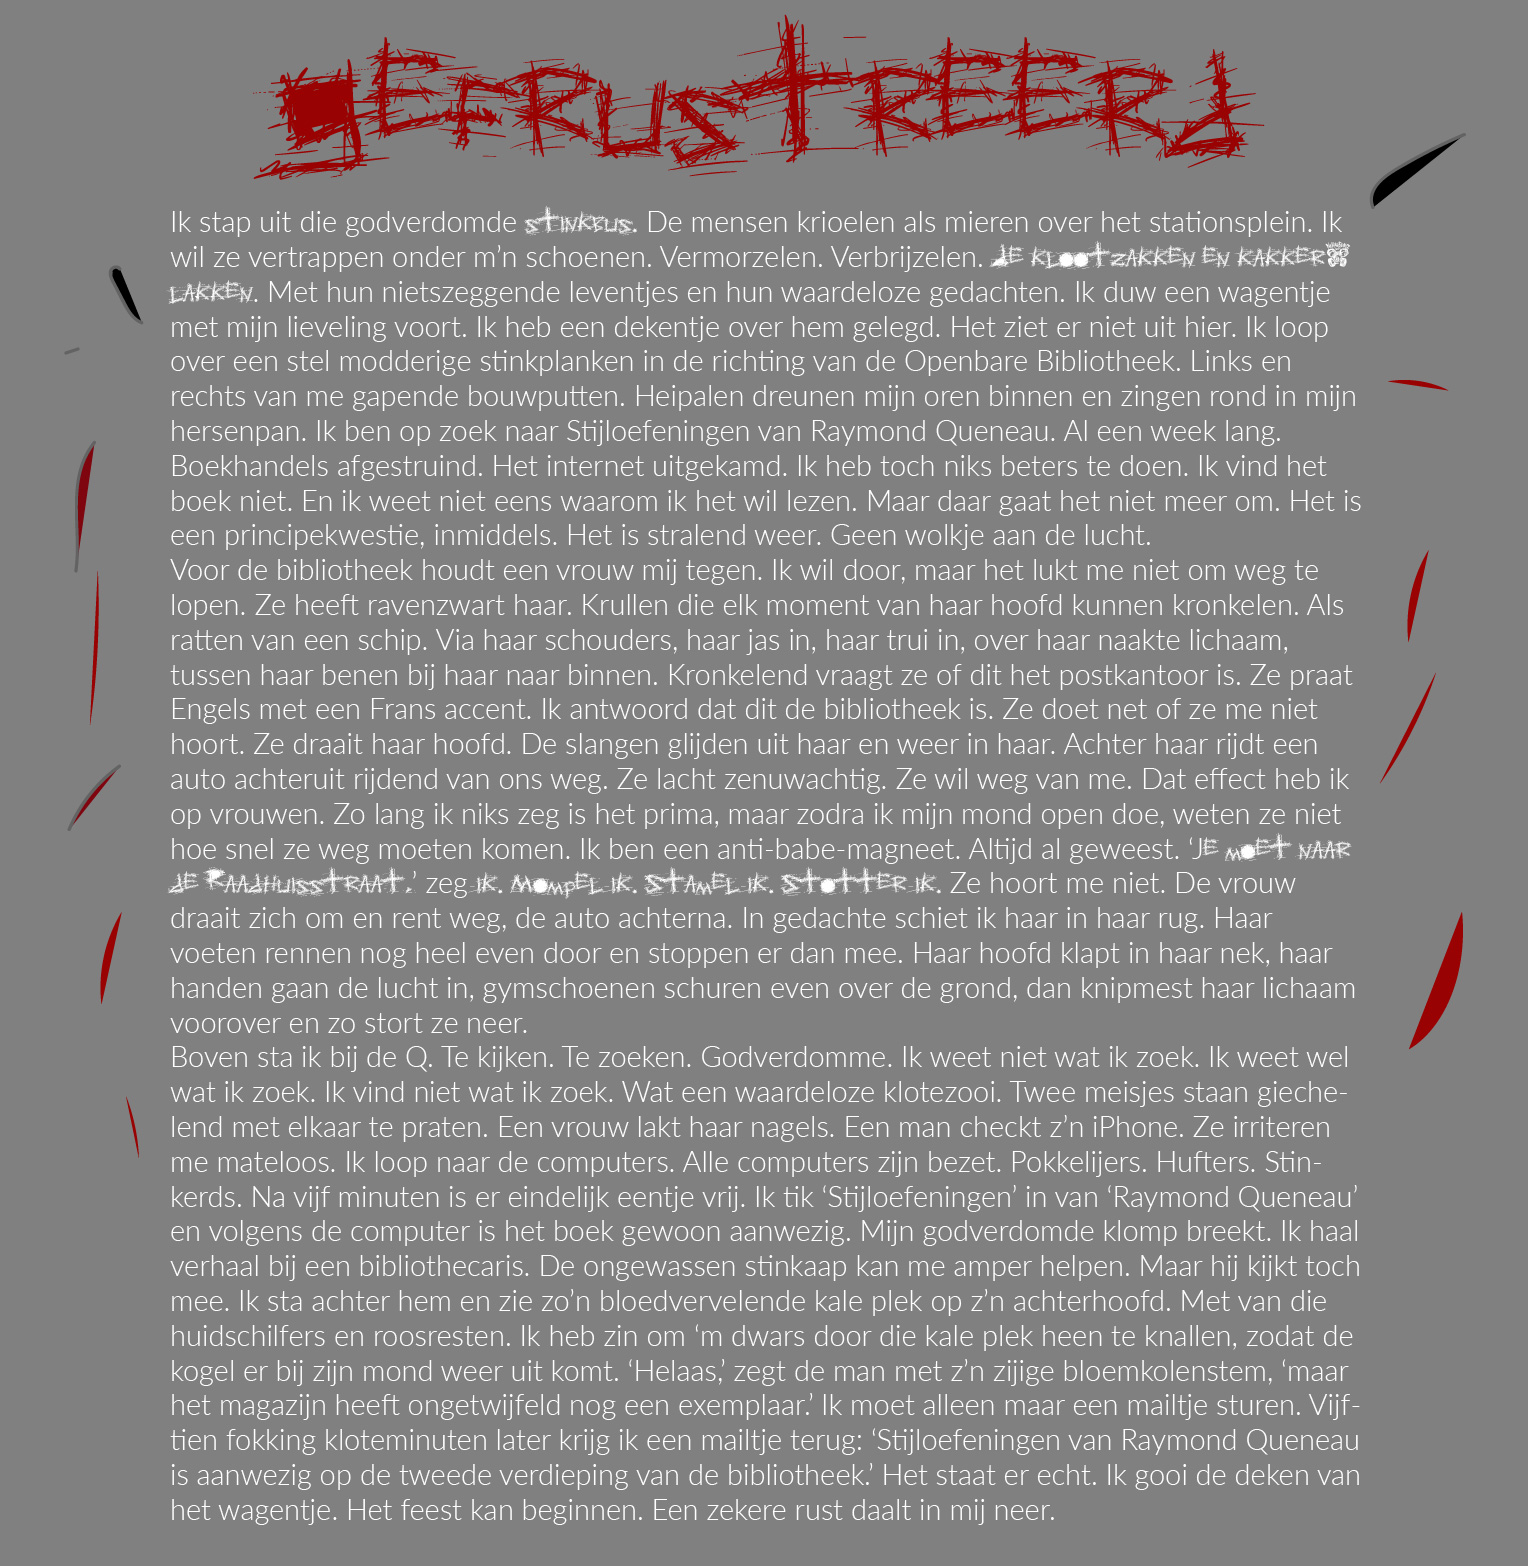 gefrustreerd
Ik stap uit die godverdomde stinkbus. De mensen krioelen als mieren over het stationsplein. Ik
wil ze vertrappen onder m’n schoenen. Vermorzelen. Verbrijzelen. Je klootzakken en kakker
lakken. Met hun nietszeggende leventjes en hun waardeloze gedachten. Ik duw een wagentje
met mijn lieveling voort. Ik heb een dekentje over hem gelegd. Het ziet er niet uit hier. Ik loop
over een stel modderige stinkplanken in de richting van de Openbare Bibliotheek. Links en
rechts van me gapende bouwputten. Heipalen dreunen mijn oren binnen en zingen rond in mijn
hersenpan. Ik ben op zoek naar Stijloefeningen van Raymond Queneau. Al een week lang.
Boekhandels afgestruind. Het internet uitgekamd. Ik heb toch niks beters te doen. Ik vind het
boek niet. En ik weet niet eens waarom ik het wil lezen. Maar daar gaat het niet meer om. Het is
een principekwestie, inmiddels. Het is stralend weer. Geen wolkje aan de lucht.
Voor de bibliotheek houdt een vrouw mij tegen. Ik wil door, maar het lukt me niet om weg te
lopen. Ze heeft ravenzwart haar. Krullen die elk moment van haar hoofd kunnen kronkelen. Als
ratten van een schip. Via haar schouders, haar jas in, haar trui in, over haar naakte lichaam,
tussen haar benen bij haar naar binnen. Kronkelend vraagt ze of dit het postkantoor is. Ze praat
Engels met een Frans accent. Ik antwoord dat dit de bibliotheek is. Ze doet net of ze me niet
hoort. Ze draait haar hoofd. De slangen glijden uit haar en weer in haar. Achter haar rijdt een
auto achteruit rijdend van ons weg. Ze lacht zenuwachtig. Ze wil weg van me. Dat effect heb ik
op vrouwen. Zo lang ik niks zeg is het prima, maar zodra ik mijn mond open doe, weten ze niet
hoe snel ze weg moeten komen. Ik ben een anti-babe-magneet. Altijd al geweest. ‘Je moet naar
de Raadhuisstraat.’ zeg ik. Mompel ik. Stamel ik. Stotter ik. Ze hoort me niet. De vrouw
draait zich om en rent weg, de auto achterna. In gedachte schiet ik haar in haar rug. Haar
voeten rennen nog heel even door en stoppen er dan mee. Haar hoofd klapt in haar nek, haar
handen gaan de lucht in, gymschoenen schuren even over de grond, dan knipmest haar lichaam
voorover en zo stort ze neer.
Boven sta ik bij de Q. Te kijken. Te zoeken. Godverdomme. Ik weet niet wat ik zoek. Ik weet wel
wat ik zoek. Ik vind niet wat ik zoek. Wat een waardeloze klotezooi. Twee meisjes staan gieche-
lend met elkaar te praten. Een vrouw lakt haar nagels. Een man checkt z’n iPhone. Ze irriteren
me mateloos. Ik loop naar de computers. Alle computers zijn bezet. Pokkelijers. Hufters. Stin-
kerds. Na vijf minuten is er eindelijk eentje vrij. Ik tik ‘Stijloefeningen’ in van ‘Raymond Queneau’
en volgens de computer is het boek gewoon aanwezig. Mijn godverdomde klomp breekt. Ik haal
verhaal bij een bibliothecaris. De ongewassen stinkaap kan me amper helpen. Maar hij kijkt toch
mee. Ik sta achter hem en zie zo’n bloedvervelende kale plek op z’n achterhoofd. Met van die
huidschilfers en roosresten. Ik heb zin om ‘m dwars door die kale plek heen te knallen, zodat de
kogel er bij zijn mond weer uit komt. ‘Helaas,’ zegt de man met z’n zijige bloemkolenstem, ‘maar
het magazijn heeft ongetwijfeld nog een exemplaar.’ Ik moet alleen maar een mailtje sturen. Vijf-
tien fokking kloteminuten later krijg ik een mailtje terug: ‘Stijloefeningen van Raymond Queneau
is aanwezig op de tweede verdieping van de bibliotheek.’ Het staat er echt. Ik gooi de deken van
het wagentje. Het feest kan beginnen. Een zekere rust daalt in mij neer.